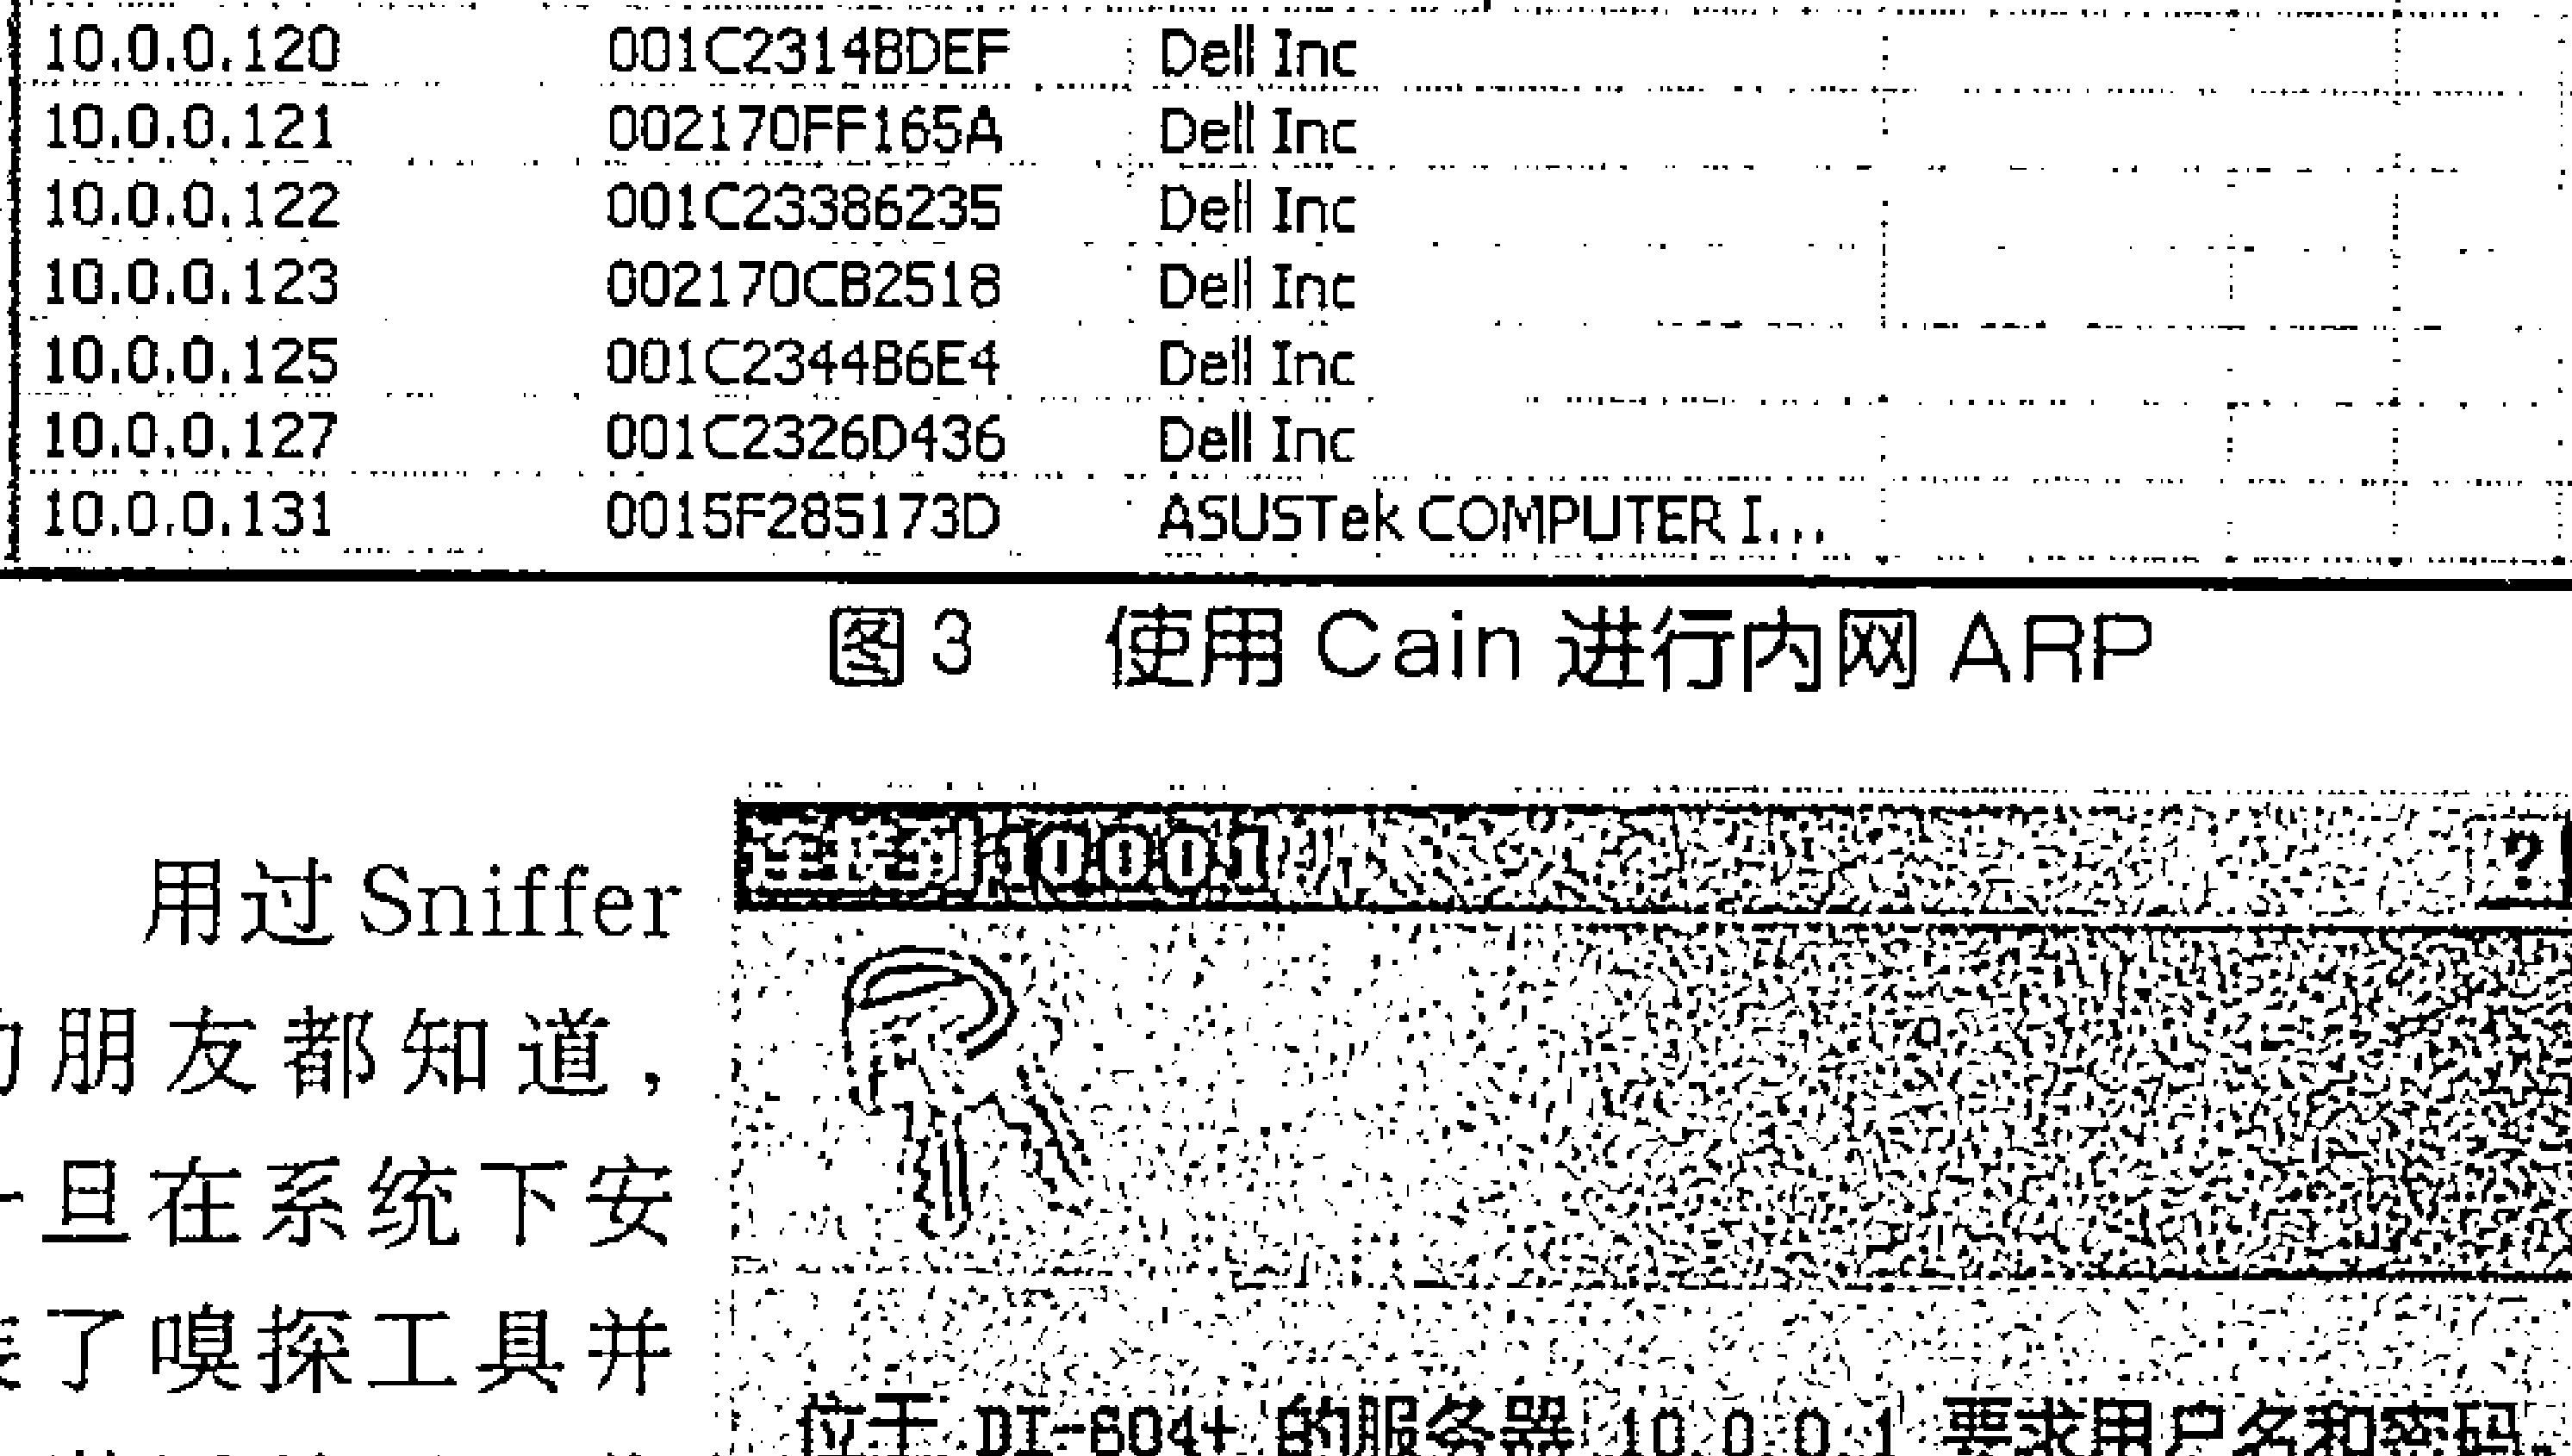 10.0.0.120 001C2314BDEF Dell Inc
10.0.0.121 002170FF165A Dell Inc
10.0.0.122 001C23386235 Dell Inc
10.0.0.123 002170CB2518 Dell Inc
10.0.0.125 001C2344B6E4 Dell Inc
10.0.0.127 001C2326D436 Dell Inc
10.0.0.131 0015F285173D ASUSTek COMPUTER I...
图 3 使用 Cain 进行内网 ARP
用过 Sniffer
的朋友都知道，
一旦在系统下安
装了嗅探工具并
连接到 10.0.0.1 ?
位于 DI-604+ 的服务器 10.0.0.1 要求用户名和密码